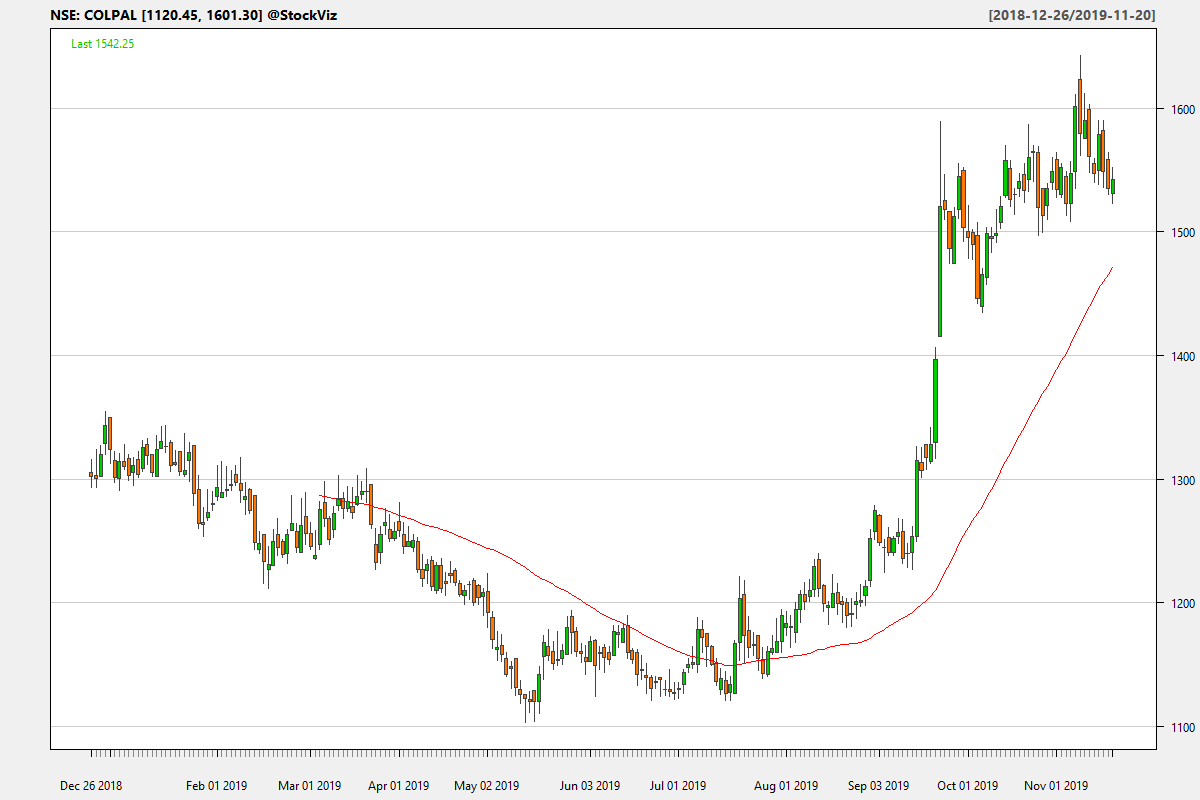 NSE: COLPAL [1120.45, 1601.30] @StockViz [2018-12-26/2019-11-20]
Last 1542.25
1600
1500
1400
1300
1200
1100
Dec 26 2018 Feb 01 2019 Mar 01 2019 Apr 01 2019 May 02 2019 Jun 03 2019 Jul 01 2019 Aug 01 2019 Sep 03 2019 Oct 01 2019 Nov 01 2019